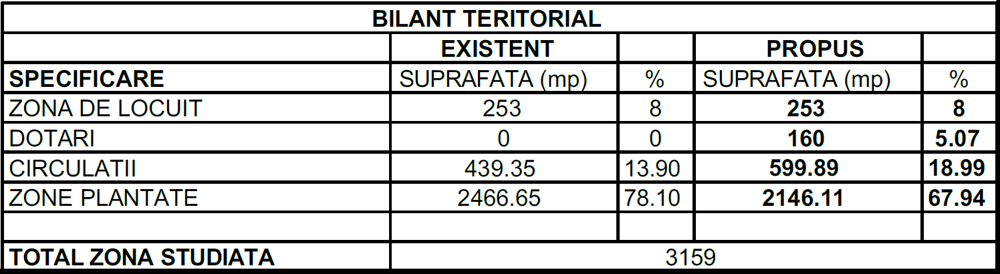 BILANT TERITORIAL
EXISTENT PROPUS
SPECIFICARE SUPRAFATA (mp) % SUPRAFATA (mp) %
ZONA DE LOCUIT 253 8 253 8
DOTARI 0 0 160 5.07
CIRCULATII 439.35 13.90 599.89 18.99
ZONE PLANTATE 2466.65 78.10 2146.11 67.94
TOTAL ZONA STUDIATA 3159